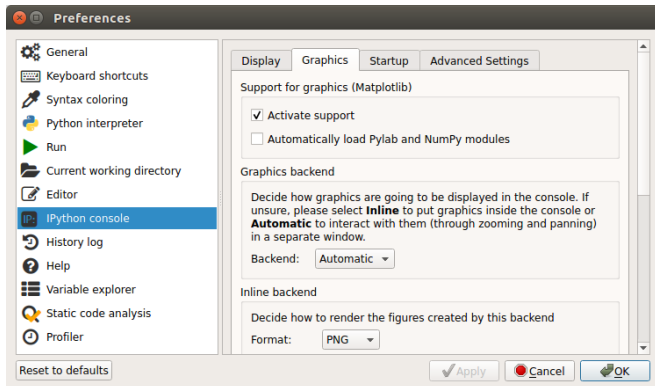 Preferences
General
Keyboard shortcuts
Syntax coloring
Python interpreter
Run
Current working directory
Editor
IPython console
History log
Help
Variable explorer
Static code analysis
Profiler
Display Graphics Startup Advanced Settings
Support for graphics (Matplotlib)
Activate support
Automatically load Pylab and NumPy modules
Graphics backend
Decide how graphics are going to be displayed in the console. If
unsure, please select Inline to put graphics inside the console or
Automatic to interact with them (through zooming and panning)
in a separate window.
Backend: Automatic
Inline backend
Decide how to render the figures created by this backend
Format: PNG
Reset to defaults Apply Cancel OK